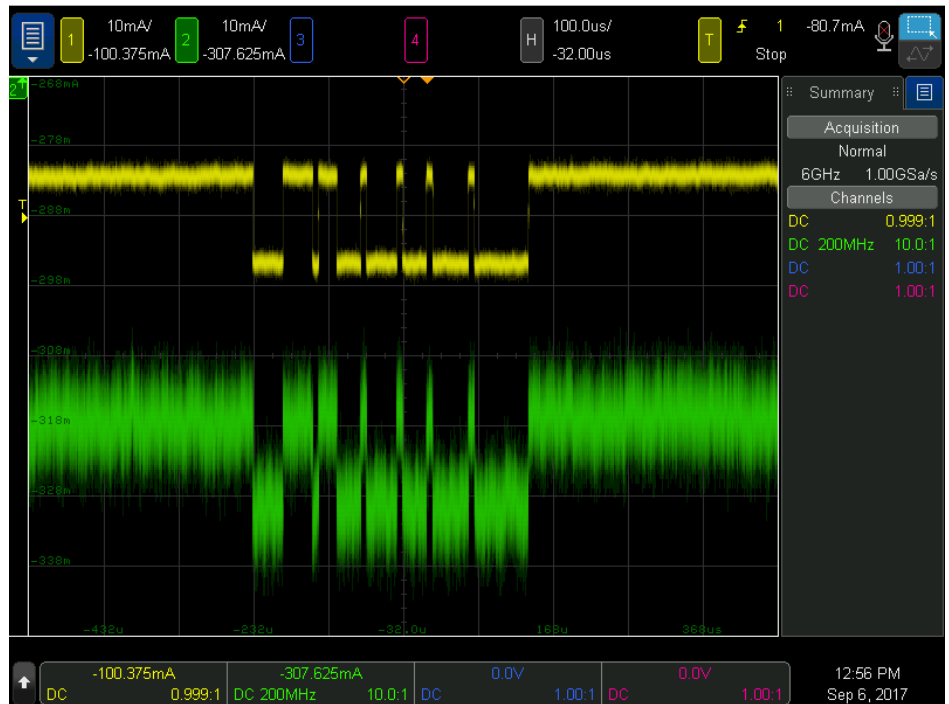 1 10mA/ 2 10mA/ 3 4 H 100.0us/ T 1 -80.7mA
-100.375mA -307.625mA -32.00us Stop
2
-268mA
-278m
T
-288m
-298m
-308m
-318m
-328m
-338m
-432u -232u -32.0u 168u 368us
Summary
Acquisition
Normal
6GHz 1.00GSa/s
Channels
DC 0.999:1
DC 200MHz 10.0:1
DC 1.00:1
DC 1.00:1
-100.375mA -307.625mA 0.0V 0.0V 12:56 PM
DC 0.999:1 DC 200MHz 10.0:1 DC 1.00:1 DC 1.00:1 Sep 6, 2017